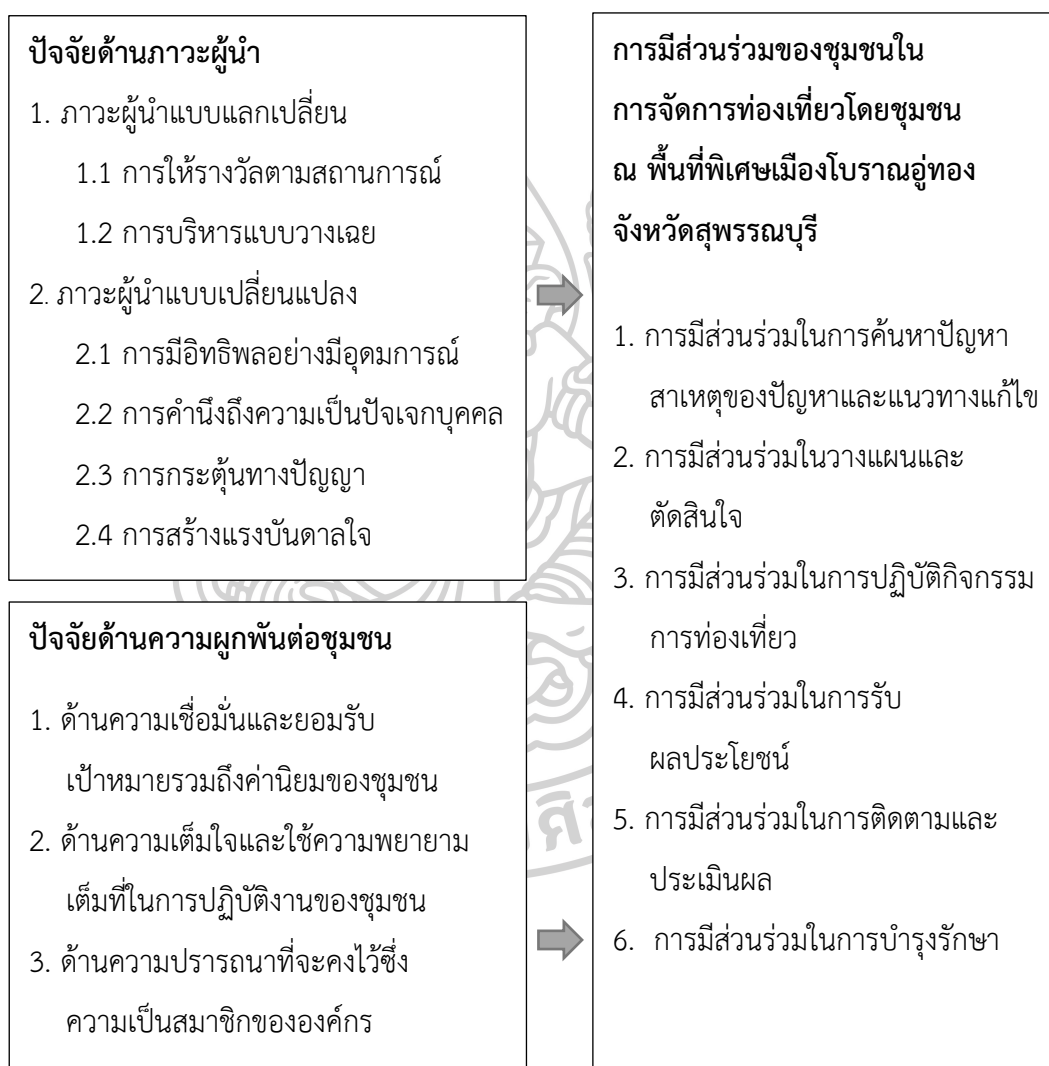 ปัจจัยด้านภาวะผู้นำ
1. ภาวะผู้นำแบบแลกเปลี่ยน
1.1 การให้รางวัลตามสถานการณ์
1.2 การบริหารแบบวางเฉย
2. ภาวะผู้นำแบบเปลี่ยนแปลง
2.1 การมีอิทธิพลอย่างมีอุดมการณ์
2.2 การคำนึงถึงความเป็นปัจเจกบุคคล
2.3 การกระตุ้นทางปัญญา
2.4 การสร้างแรงบันดาลใจ
ปัจจัยด้านความผูกพันต่อชุมชน
1. ด้านความเชื่อมั่นและยอมรับ
เป้าหมายรวมถึงค่านิยมของชุมชน
2. ด้านความเต็มใจและใช้ความพยายาม
เต็มที่ในการปฏิบัติงานของชุมชน
3. ด้านความปรารถนาที่จะคงไว้ซึ่ง
ความเป็นสมาชิกขององค์กร
การมีส่วนร่วมของชุมชนใน
การจัดการท่องเที่ยวโดยชุมชน
ณ พื้นที่พิเศษเมืองโบราณอู่ทอง
จังหวัดสุพรรณบุรี
1. การมีส่วนร่วมในการค้นหาปัญหา
สาเหตุของปัญหาและแนวทางแก้ไข
2. การมีส่วนร่วมในวางแผนและ
ตัดสินใจ
3. การมีส่วนร่วมในการปฏิบัติกิจกรรม
การท่องเที่ยว
4. การมีส่วนร่วมในการรับ
ผลประโยชน์
5. การมีส่วนร่วมในการติดตามและ
ประเมินผล
6. การมีส่วนร่วมในการบำรุงรักษา